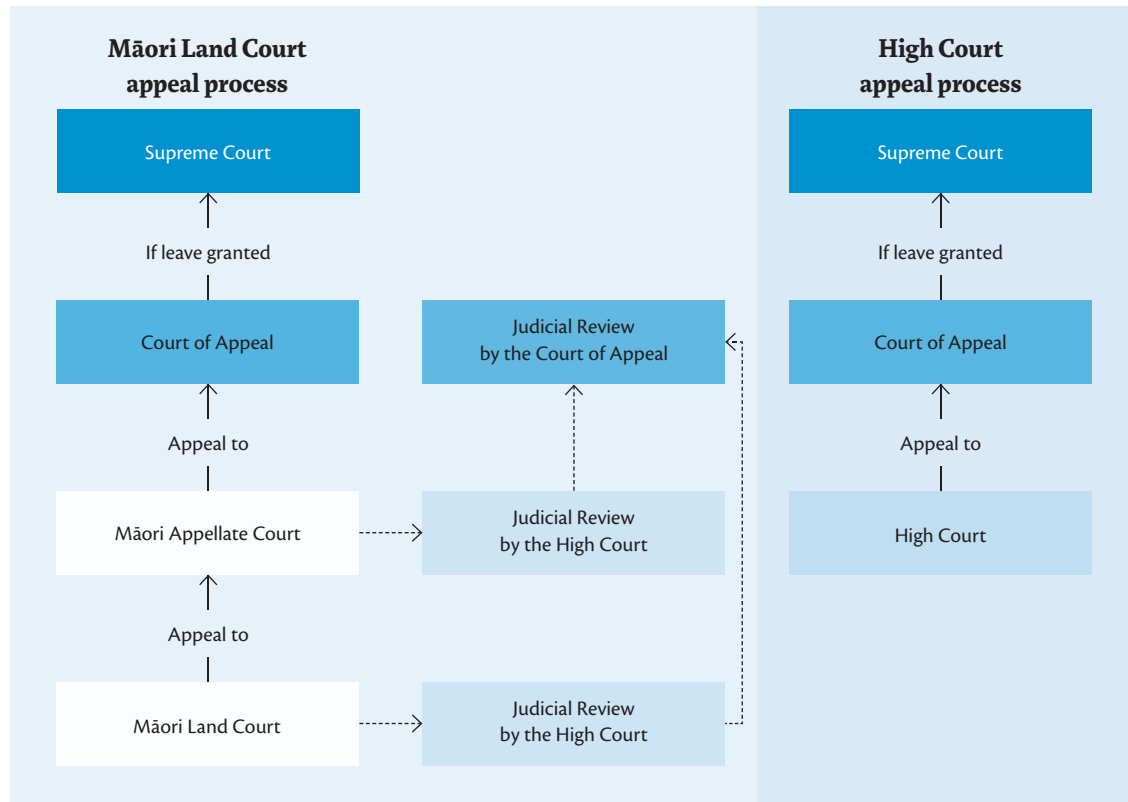 Māori Land Court
appeal process
Supreme Court
If leave granted
Court of Appeal
Judicial Review
by the Court of Appeal
Appeal to
Māori Appellate Court
Judicial Review
by the High Court
Appeal to
Māori Land Court
Judicial Review
by the High Court
High Court
appeal process
Supreme Court
If leave granted
Court of Appeal
Appeal to
High Court